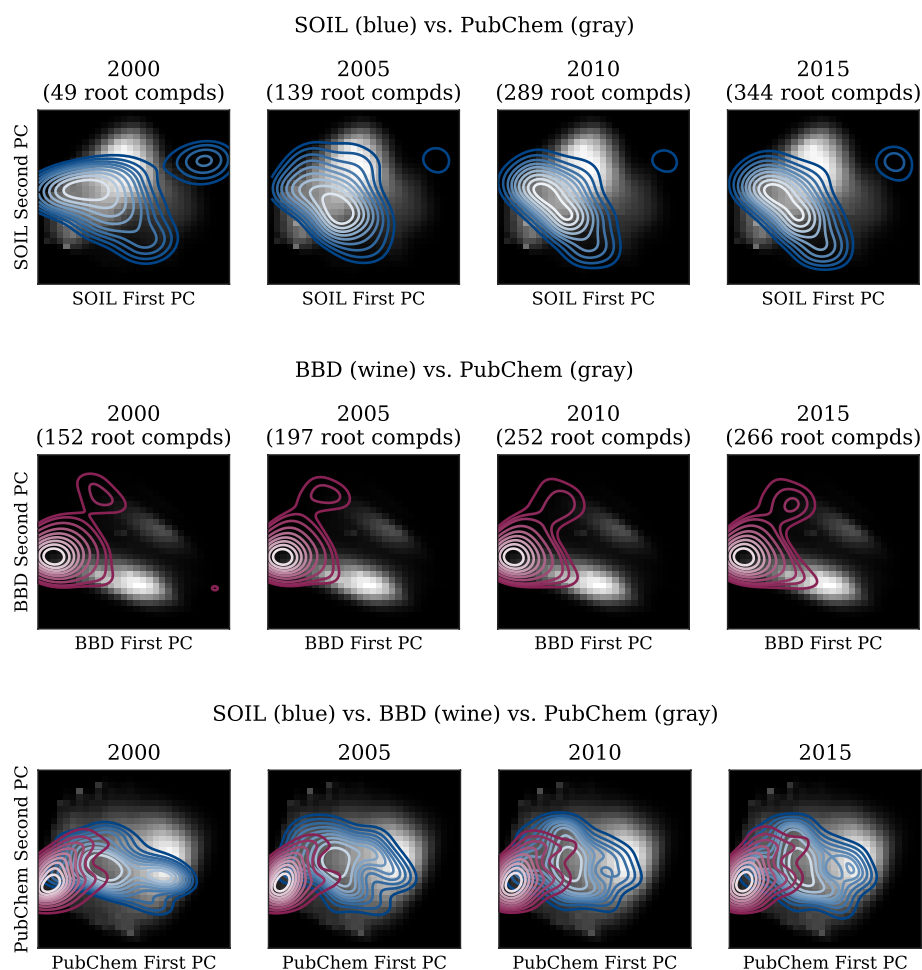 SOIL (blue) vs. PubChem (gray)
2000
(49 root compds)
2005
(139 root compds)
2010
(289 root compds)
2015
(344 root compds)
SOIL Second PC
SOIL First PC
SOIL First PC
SOIL First PC
SOIL First PC
BBD (wine) vs. PubChem (gray)
2000
(152 root compds)
2005
(197 root compds)
2010
(252 root compds)
2015
(266 root compds)
BBD Second PC
BBD First PC
BBD First PC
BBD First PC
BBD First PC
SOIL (blue) vs. BBD (wine) vs. PubChem (gray)
2000
2005
2010
2015
PubChem Second PC
PubChem First PC
PubChem First PC
PubChem First PC
PubChem First PC